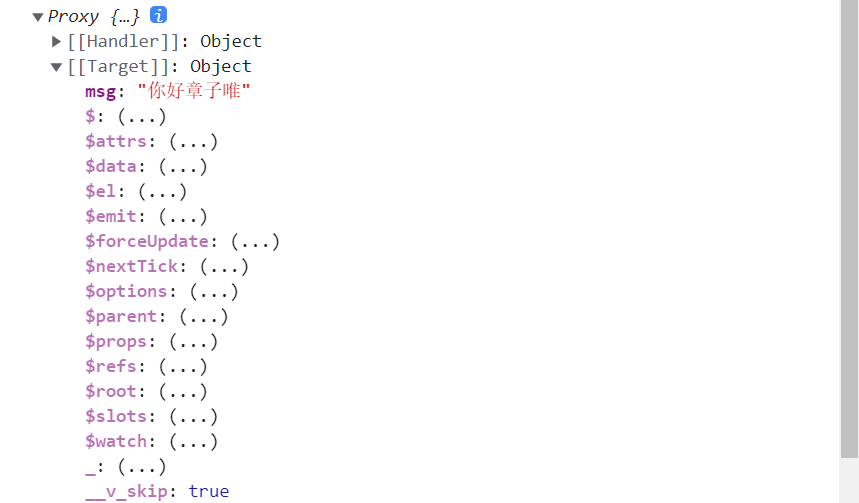 Proxy {…} i
[[Handler]]: Object
[[Target]]: Object
msg: "你好章子唯"
$: (...)
$attrs: (...)
$data: (...)
$el: (...)
$emit: (...)
$forceUpdate: (...)
$nextTick: (...)
$options: (...)
$parent: (...)
$props: (...)
$refs: (...)
$root: (...)
$slots: (...)
$watch: (...)
_: (...)
__v_skip: true